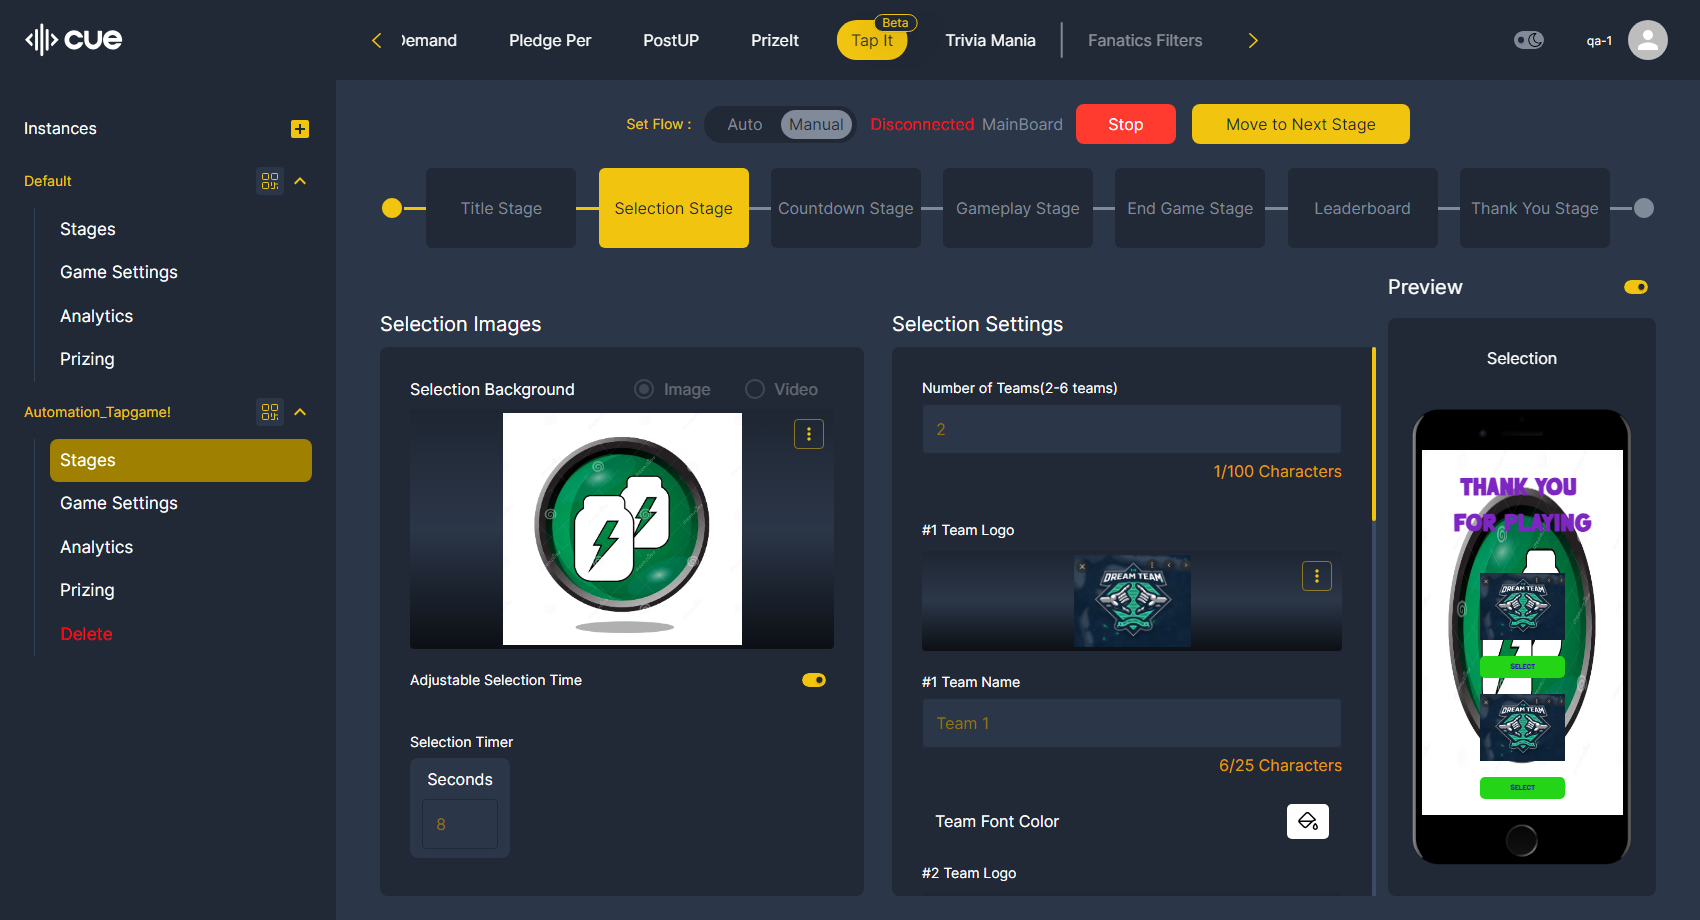 cue
Demand
Pledge Per
PostUP
PrizeIt
Tap It
Beta
Trivia Mania
Fanatics Filters
qa-1
Instances
Default
Stages
Game Settings
Analytics
Prizing
Automation_Tapgame!
Stages
Game Settings
Analytics
Prizing
Delete
Set Flow :
Auto
Manual
Disconnected MainBoard
Stop
Move to Next Stage
Title Stage
Selection Stage
Countdown Stage
Gameplay Stage
End Game Stage
Leaderboard
Thank You Stage
Selection Images
Selection Background
Image
Video
Adjustable Selection Time
Selection Timer
Seconds
8
Selection Settings
Number of Teams(2-6 teams)
2
1/100 Characters
#1 Team Logo
DREAM TEAM
#1 Team Name
Team 1
6/25 Characters
Team Font Color
#2 Team Logo
Preview
Selection
THANK YOU
FOR PLAYING
DREAM TEAM
SELECT
DREAM TEAM
SELECT